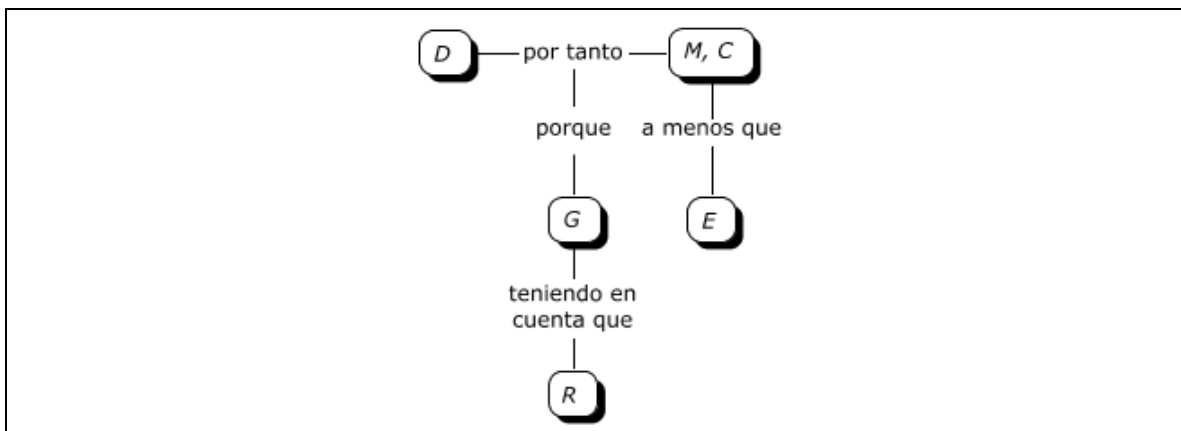 D por tanto M, C
porque a menos que
G E
teniendo en
cuenta que
R